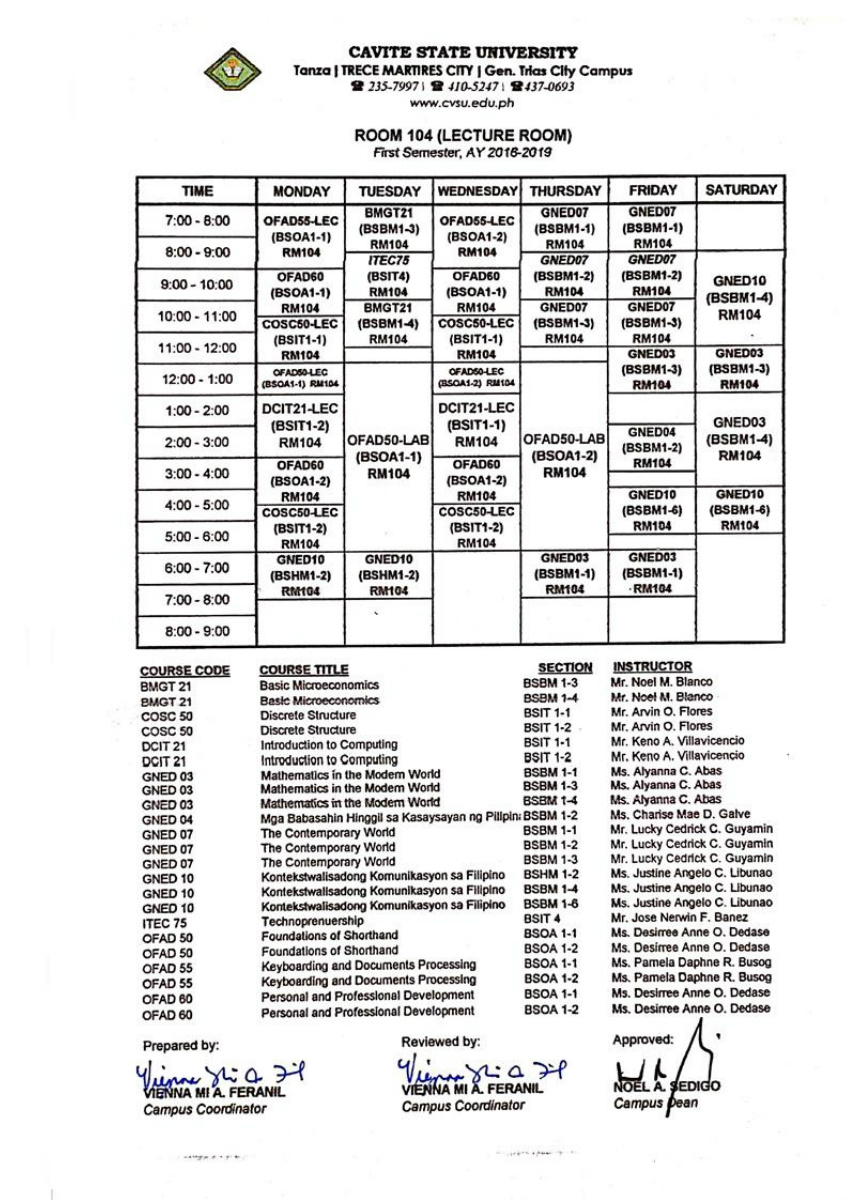 CAVITE STATE UNIVERSITY
Tanza | TRECE MARTIRES CITY | Gen. Trias City Campus
☎ 235-7997 | ☎ 410-5247 | ☎437-0693
www.cvsu.edu.ph
ROOM 104 (LECTURE ROOM)
First Semester, AY 2016-2019
TIME MONDAY TUESDAY WEDNESDAY THURSDAY FRIDAY SATURDAY
7:00 - 8:00
8:00 - 9:00
9:00 - 10:00
10:00 - 11:00
11:00 - 12:00
12:00 - 1:00
1:00 - 2:00
2:00 - 3:00
3:00 - 4:00
4:00 - 5:00
5:00 - 6:00
6:00 - 7:00
7:00 - 8:00
8:00 - 9:00
OFAD55-LEC
(BSOA1-1)
RM104
OFAD60
(BSOA1-1)
RM104
COSC50-LEC
(BSIT1-1)
RM104
OFAD50-LEC
(BSOA1-1) RM104
DCIT21-LEC
(BSIT1-2)
RM104
OFAD60
(BSOA1-2)
RM104
COSC50-LEC
(BSIT1-2)
RM104
GNED10
(BSHM1-2)
RM104
BMGT21
(BSBM1-3)
RM104
ITEC75
(BSIT4)
RM104
BMGT21
(BSBM1-4)
RM104
OFAD50-LAB
(BSOA1-1)
RM104
GNED10
(BSHM1-2)
RM104
OFAD55-LEC
(BSOA1-2)
RM104
OFAD60
(BSOA1-1)
RM104
COSC50-LEC
(BSIT1-1)
RM104
OFAD50-LEC
(BSOA1-2) RM104
DCIT21-LEC
(BSIT1-1)
RM104
OFAD60
(BSOA1-2)
RM104
COSC50-LEC
(BSIT1-2)
RM104
GNED07
(BSBM1-1)
RM104
GNED07
(BSBM1-2)
RM104
GNED07
(BSBM1-3)
RM104
OFAD50-LAB
(BSOA1-2)
RM104
GNED03
(BSBM1-1)
RM104
GNED07
(BSBM1-1)
RM104
GNED07
(BSBM1-2)
RM104
GNED07
(BSBM1-3)
RM104
GNED03
(BSBM1-3)
RM104
GNED04
(BSBM1-2)
RM104
GNED10
(BSBM1-6)
RM104
GNED03
(BSBM1-1)
RM104
GNED10
(BSBM1-4)
RM104
GNED03
(BSBM1-3)
RM104
GNED03
(BSBM1-4)
RM104
GNED10
(BSBM1-6)
RM104
COURSE CODE COURSE TITLE SECTION INSTRUCTOR
BMGT 21 Basic Microeconomics BSBM 1-3 Mr. Noel M. Blanco
BMGT 21 Basic Microeconomics BSBM 1-4 Mr. Noel M. Blanco
COSC 50 Discrete Structure BSIT 1-1 Mr. Arvin O. Flores
COSC 50 Discrete Structure BSIT 1-2 Mr. Arvin O. Flores
DCIT 21 Introduction to Computing BSIT 1-1 Mr. Keno A. Villavicencio
DCIT 21 Introduction to Computing BSIT 1-2 Mr. Keno A. Villavicencio
GNED 03 Mathematics in the Modern World BSBM 1-1 Ms. Alyanna C. Abas
GNED 03 Mathematics in the Modern World BSBM 1-3 Ms. Alyanna C. Abas
GNED 03 Mathematics in the Modern World BSBM 1-4 Ms. Alyanna C. Abas
GNED 04 Mga Babasahin Hinggil sa Kasaysayan ng Pilipina BSBM 1-2 Ms. Charise Mae D. Galve
GNED 07 The Contemporary World BSBM 1-1 Mr. Lucky Cedrick C. Guyamin
GNED 07 The Contemporary World BSBM 1-2 Mr. Lucky Cedrick C. Guyamin
GNED 07 The Contemporary World BSBM 1-3 Mr. Lucky Cedrick C. Guyamin
GNED 10 Kontekstwalisadong Komunikasyon sa Filipino BSHM 1-2 Ms. Justine Angelo C. Libunao
GNED 10 Kontekstwalisadong Komunikasyon sa Filipino BSBM 1-4 Ms. Justine Angelo C. Libunao
GNED 10 Kontekstwalisadong Komunikasyon sa Filipino BSBM 1-6 Ms. Justine Angelo C. Libunao
ITEC 75 Technoprenuership BSIT 4 Mr. Jose Nerwin F. Banez
OFAD 50 Foundations of Shorthand BSOA 1-1 Ms. Desirree Anne O. Dedase
OFAD 50 Foundations of Shorthand BSOA 1-2 Ms. Desirree Anne O. Dedase
OFAD 55 Keyboarding and Documents Processing BSOA 1-1 Ms. Pamela Daphne R. Busog
OFAD 55 Keyboarding and Documents Processing BSOA 1-2 Ms. Pamela Daphne R. Busog
OFAD 60 Personal and Professional Development BSOA 1-1 Ms. Desirree Anne O. Dedase
OFAD 60 Personal and Professional Development BSOA 1-2 Ms. Desirree Anne O. Dedase
Prepared by: Reviewed by: Approved:
VIENNA MI A. FERANIL VIENNA MI A. FERANIL NOEL A. SEDIGO
Campus Coordinator Campus Coordinator Campus Dean